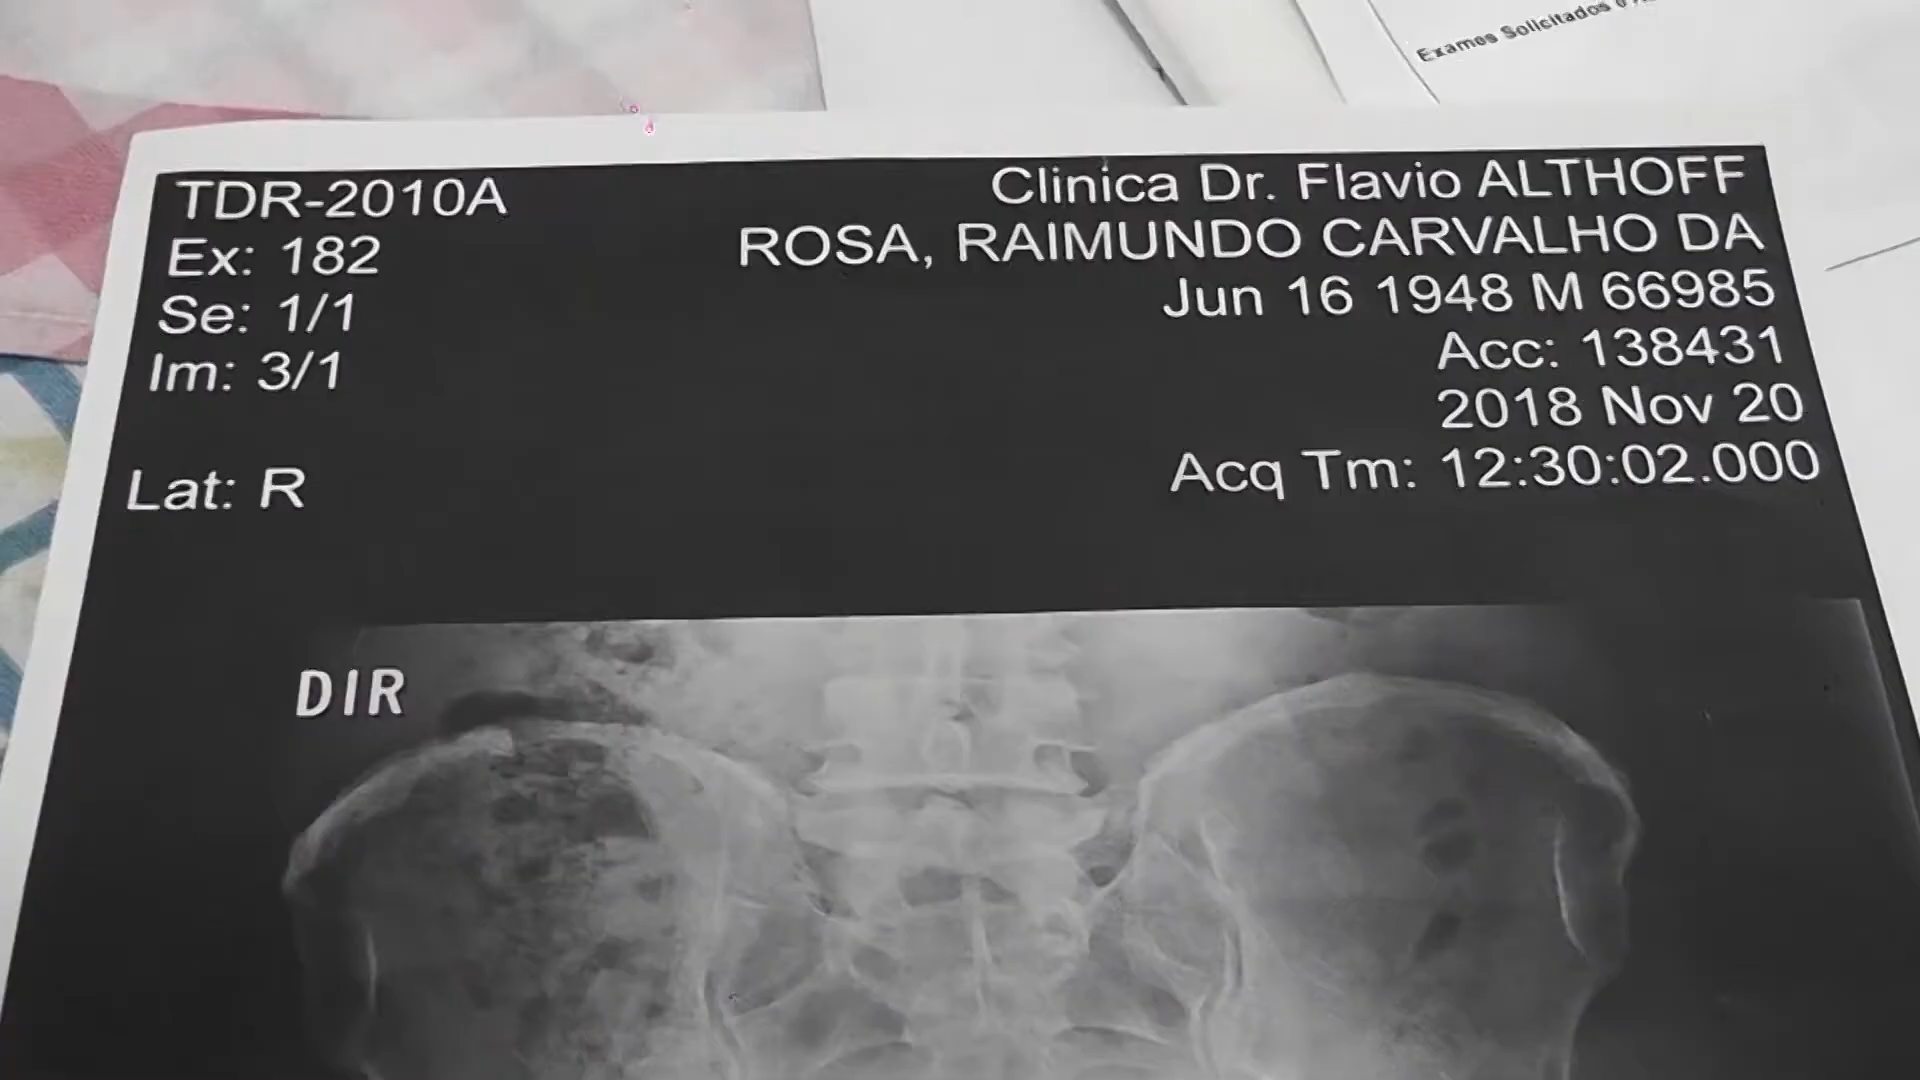 Exames Solicitados
TDR-2010A
Ex: 182
Se: 1/1
Im: 3/1
Lat: R
Clinica Dr. Flavio ALTHOFF
ROSA, RAIMUNDO CARVALHO DA
Jun 16 1948 M 66985
Acc: 138431
2018 Nov 20
Acq Tm: 12:30:02.000
DIR